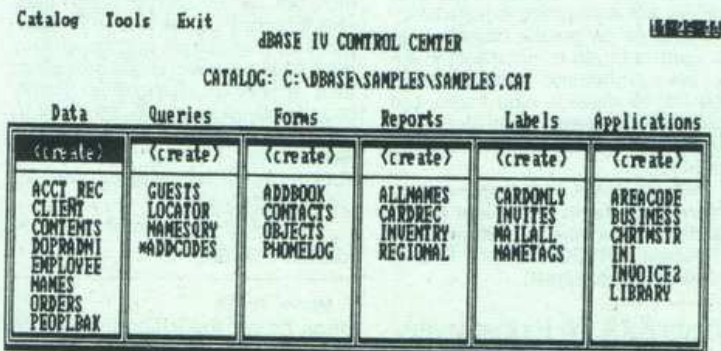 Catalog Tools Exit
dBASE IV CONTROL CENTER
CATALOG: C:\DBASE\SAMPLES\SAMPLES.CAT
Data Queries Forms Reports Labels Applications
<create> <create> <create> <create> <create> <create>
ACCT_REC GUESTS ADDBOOK ALLNAMES CARDONLY AREACODE
CLIENT LOCATOR CONTACTS CARDREC INVITES BUSINESS
CONTENTS NAMESQRY OBJECTS INVENTRY MAILALL CHRTMSTR
*ADDCODES PHONELOG REGIONAL NAMETAGS INI
EMPLOYEE INVOICE2
NAMES LIBRARY
ORDERS
PEOPLBAK